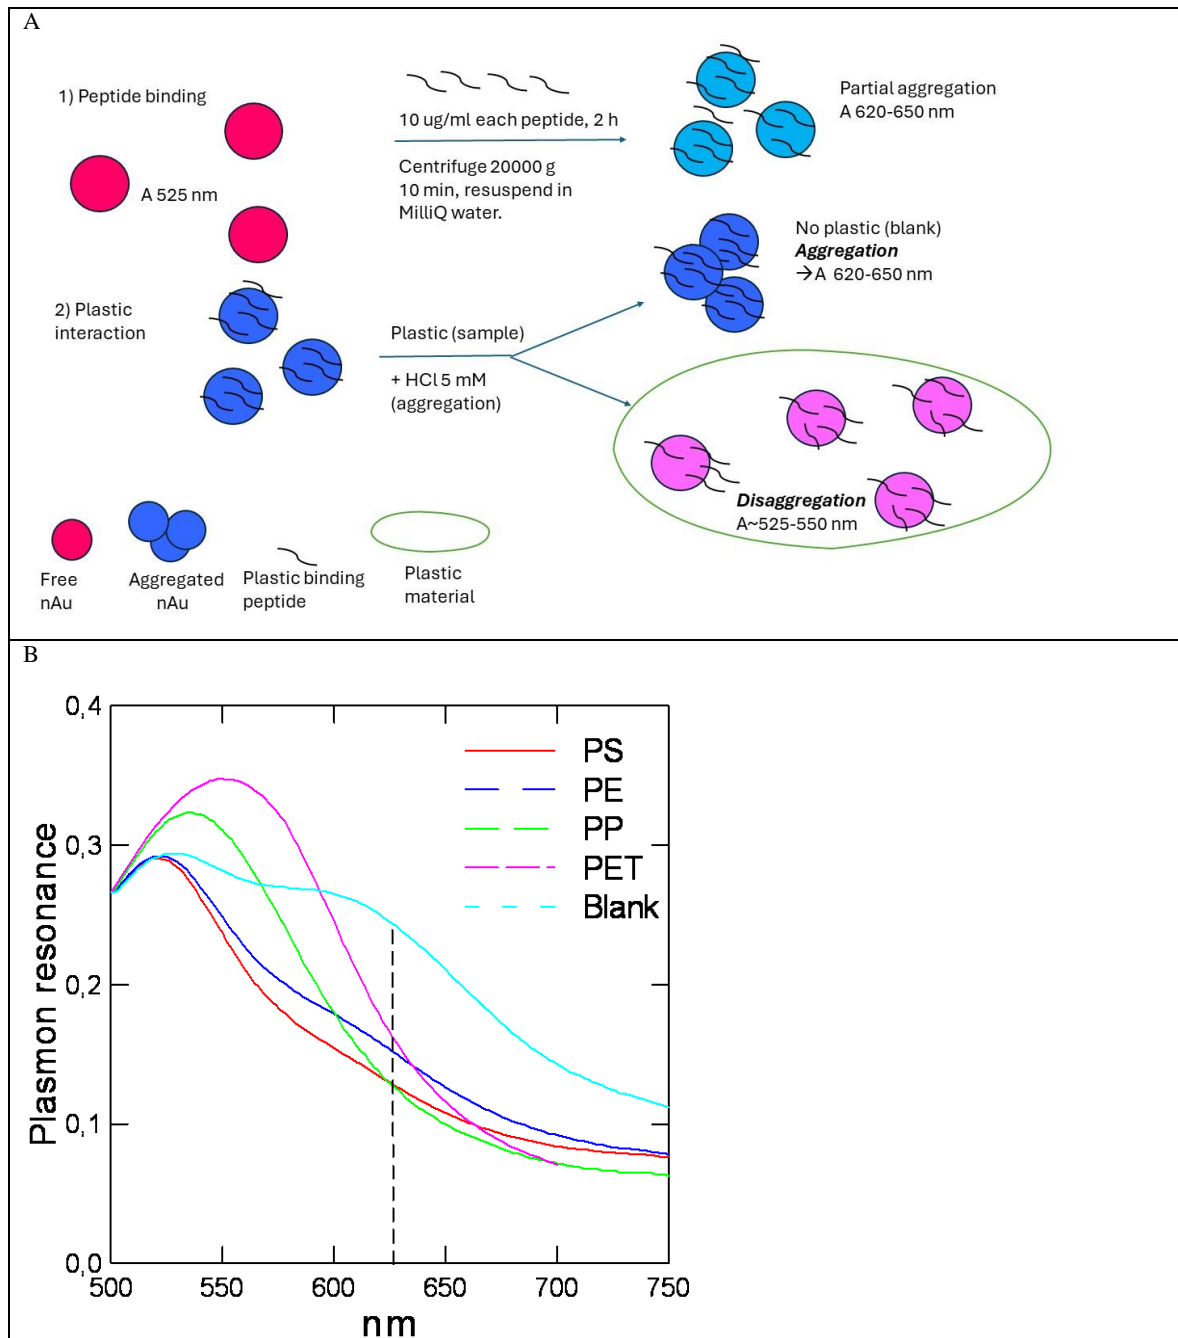 A
1) Peptide binding
A 525 nm
10 ug/ml each peptide, 2 h
Centrifuge 20000 g
10 min, resuspend in
MilliQ water.
Partial aggregation
A 620-650 nm
2) Plastic
interaction
Plastic (sample)
+ HCl 5 mM
(aggregation)
No plastic (blank)
Aggregation
→A 620-650 nm
Disaggregation
A~525-550 nm
Free
nAu
Aggregated
nAu
Plastic binding
peptide
Plastic
material
B
Plasmon resonance
0,4
0,3
0,2
0,1
0,0
PS
PE
PP
PET
Blank
500 550 600 650 700 750
nm